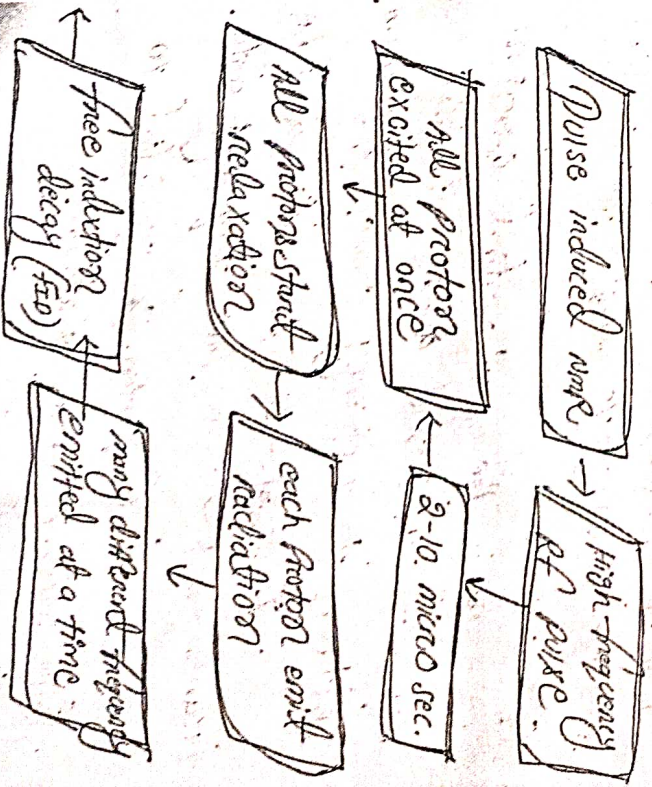 Pulse induced NMR
High-frequency
RF pulse.
2-10 micro sec.
All Proton
excited at once
All Protons start
relaxation
each Proton emit
radiation
many different frequency
emitted at a time
free induction
decay (FID)